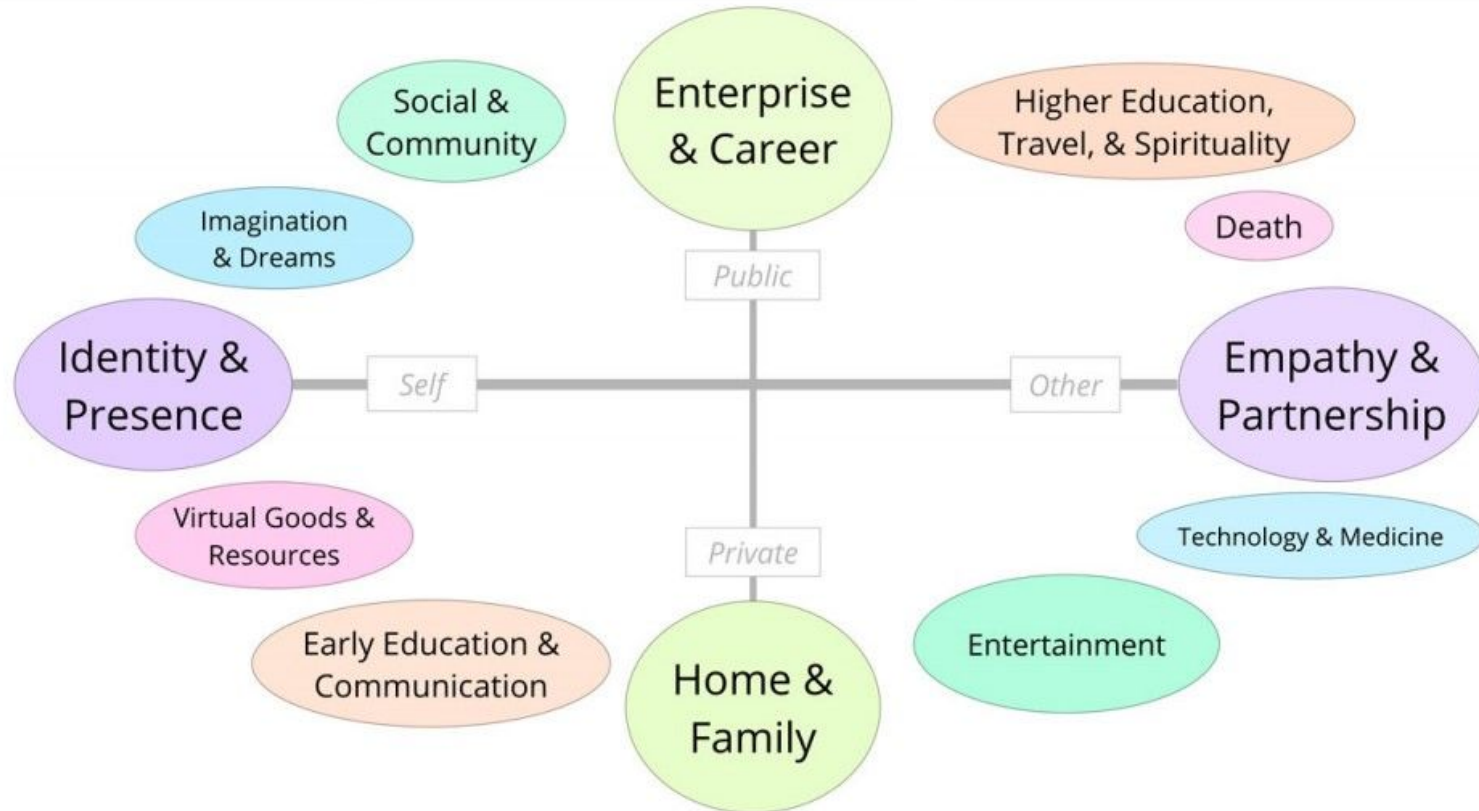 Enterprise
& Career
Social &
Community
Higher Education,
Travel, & Spirituality
Imagination
& Dreams
Death
Public
Identity &
Presence
Self
Other
Empathy &
Partnership
Virtual Goods &
Resources
Private
Technology & Medicine
Early Education &
Communication
Home &
Family
Entertainment